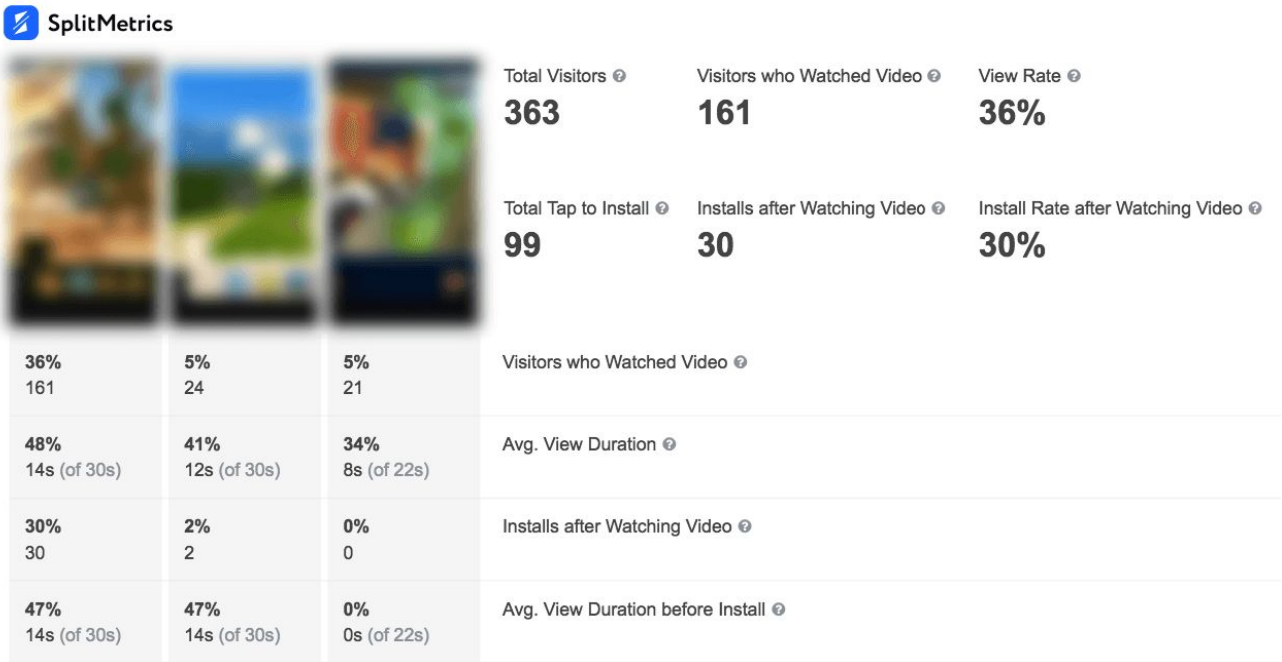 SplitMetrics
Total Visitors
Visitors who Watched Video
View Rate
363
161
36%
Total Tap to Install
Installs after Watching Video
Install Rate after Watching Video
99
30
30%
36%
5%
5%
Visitors who Watched Video
161
24
21
48%
41%
34%
Avg. View Duration
14s (of 30s)
12s (of 30s)
8s (of 22s)
30%
2%
0%
Installs after Watching Video
30
2
0
47%
47%
0%
Avg. View Duration before Install
14s (of 30s)
14s (of 30s)
0s (of 22s)